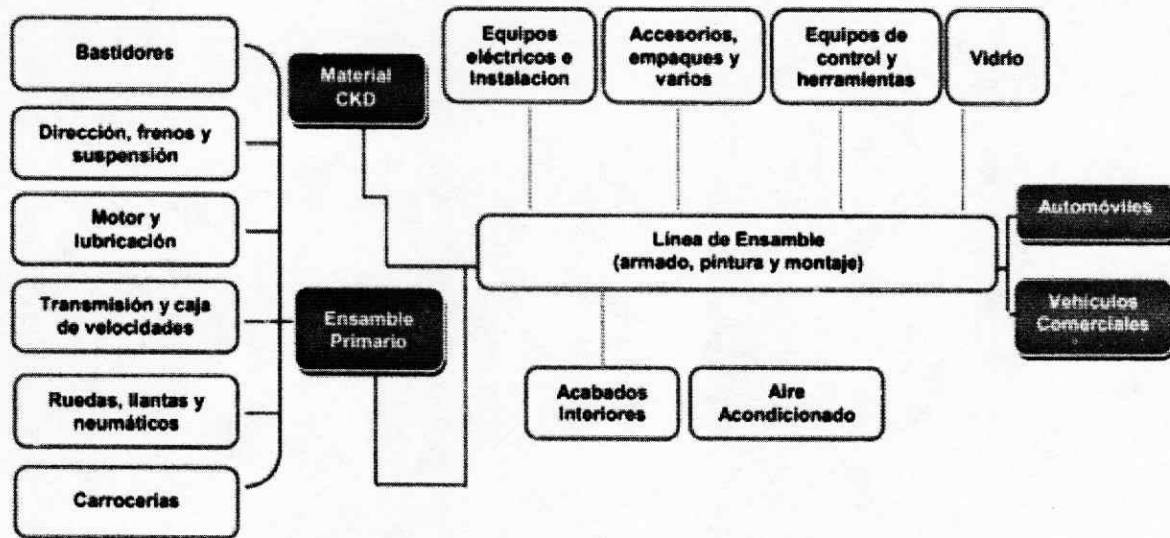 Bastidores
Dirección, frenos y
suspensión
Motor y
lubricación
Transmisión y caja
de velocidades
Ruedas, llantas y
neumáticos
Carrocerías
Material
CKD
Ensamble
Primario
Equipos
eléctricos e
Instalacion
Accesorios,
empaques y
varios
Equipos de
control y
herramientas
Vidrio
Línea de Ensamble
(armado, pintura y montaje)
Acabados
Interiores
Aire
Acondicionado
Automóviles
Vehículos
Comerciales